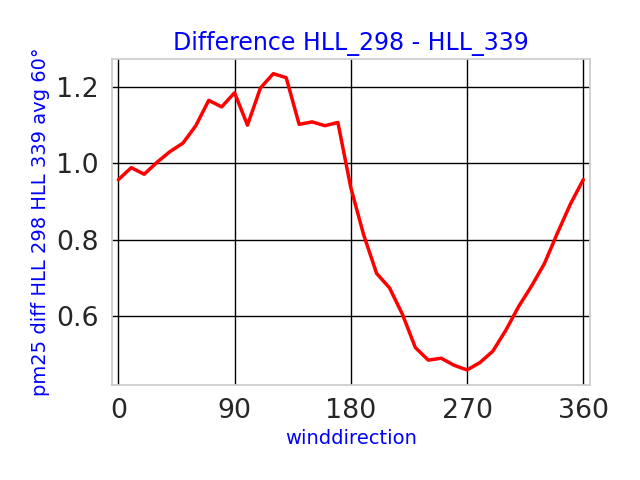 Difference HLL_298 - HLL_339
pm25 diff HLL 298 HLL 339 avg 60°
1.2
1.0
0.8
0.6
0 90 180 270 360
winddirection